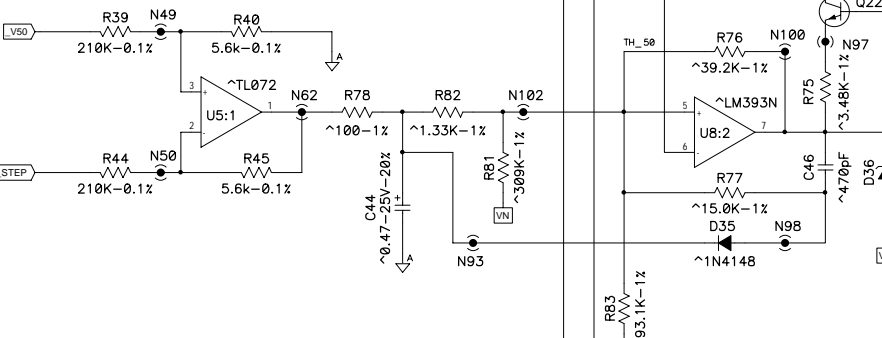 _V50
R39
210K-0.1%
N49
R40
5.6k-0.1%
A
^TL072
3
+
U5:1
1
2
-
_STEP
R44
210K-0.1%
N50
R45
5.6k-0.1%
N62
R78
^100-1%
R82
^1.33K-1%
N102
C44
^0.47-25V-20%
+
A
R81
^309K-1%
VN
N93
TH_50
R76
^39.2K-1%
N100
^LM393N
5
+
U8:2
7
6
-
Q22
N97
R75
^3.48K-1%
C46
^470pF
D36
R77
^15.0K-1%
D35
^1N4148
N98
R83
93.1K-1%
V